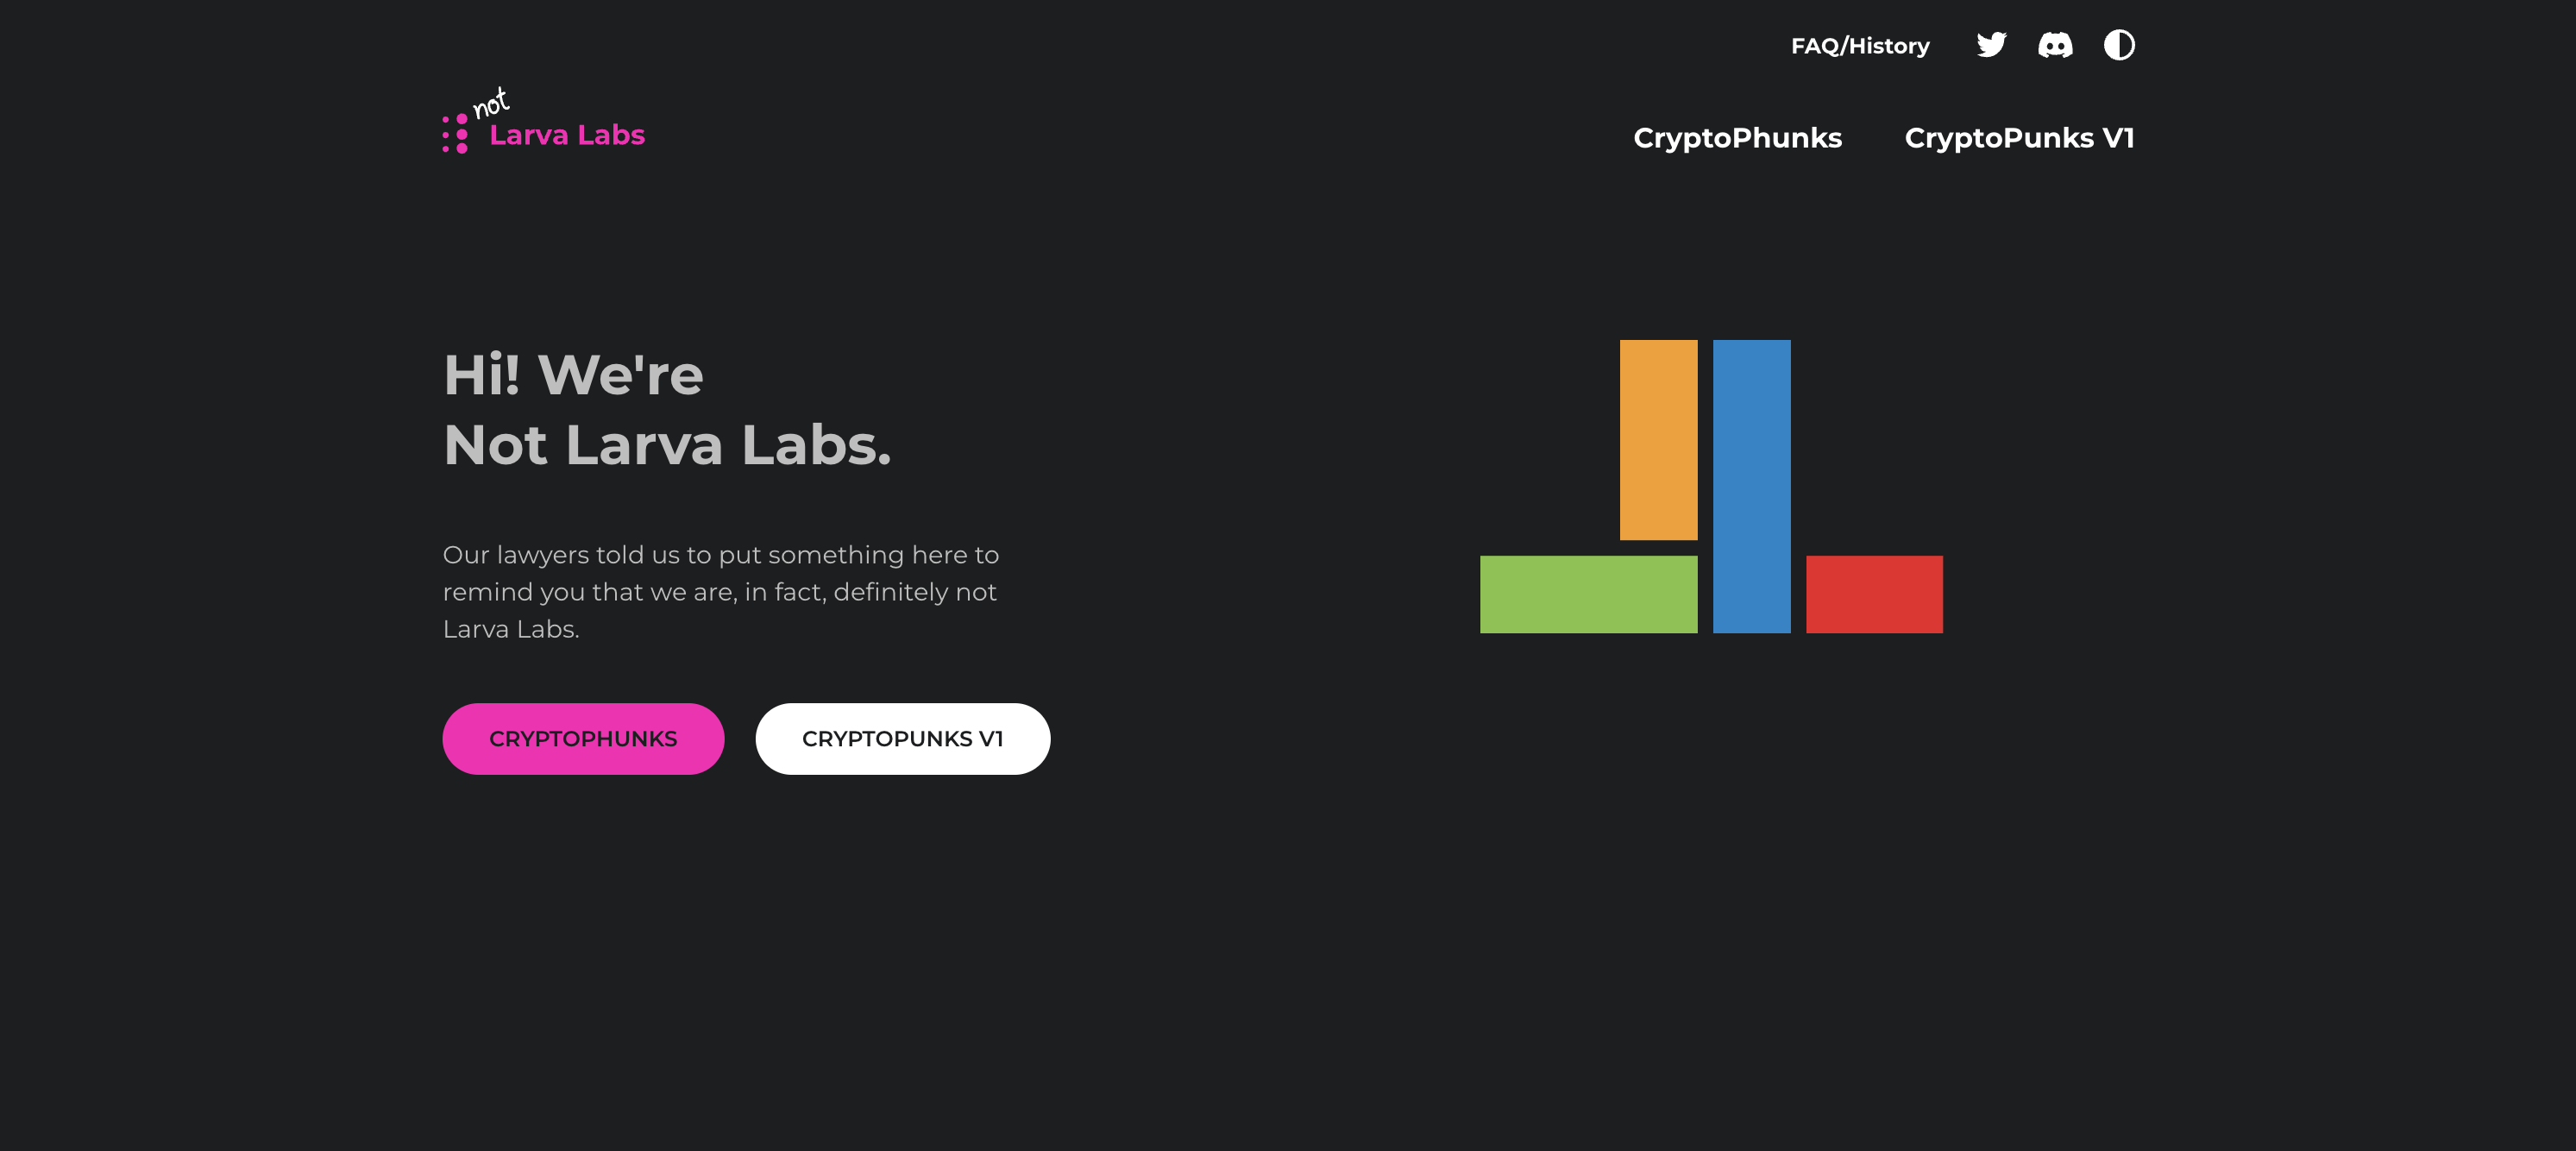 FAQ/History
not
Larva Labs
CryptoPhunks
CryptoPunks V1
Hi! We're
Not Larva Labs.
Our lawyers told us to put something here to
remind you that we are, in fact, definitely not
Larva Labs.
CRYPTOPHUNKS
CRYPTOPUNKS V1